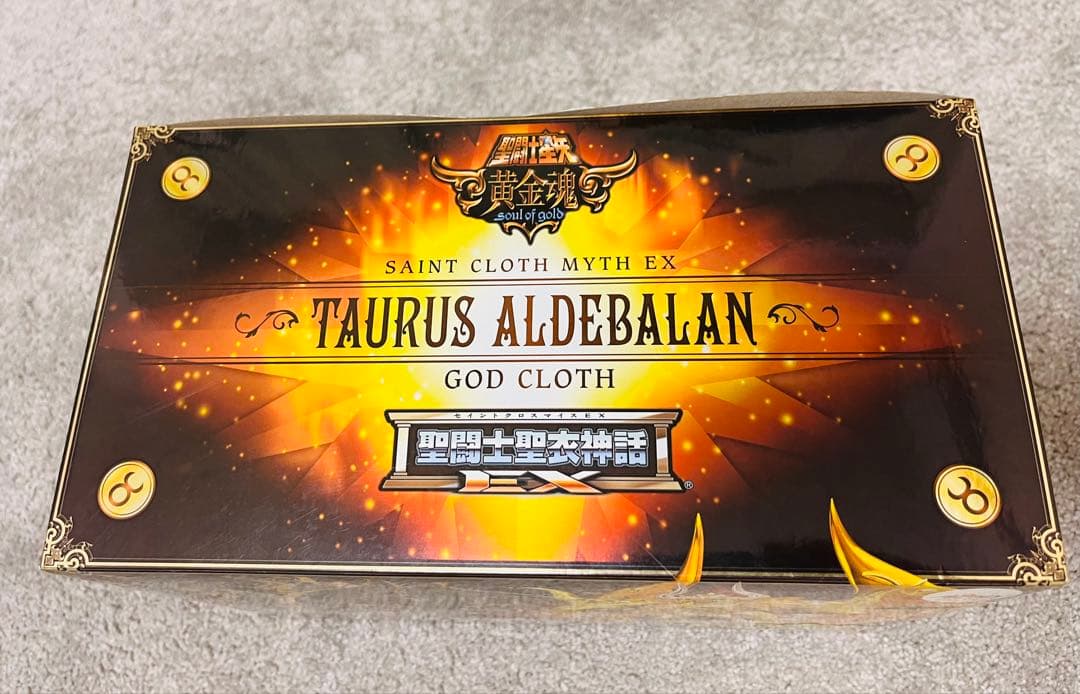 聖闘士星矢
黄金魂
soul of gold
SAINT CLOTH MYTH EX
TAURUS ALDEBALAN
GOD CLOTH
セイントクロスマイスEX
聖闘士聖衣神話
EX
®